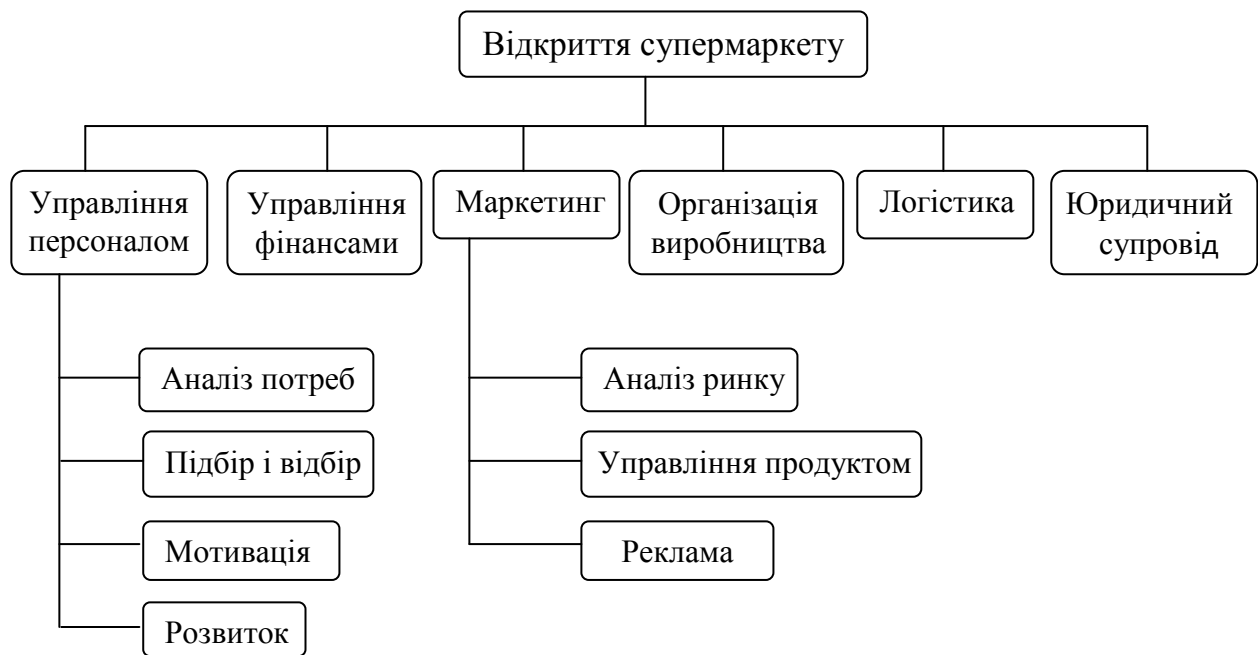 Відкриття супермаркету
Управління
персоналом
Управління
фінансами
Маркетинг
Організація
виробництва
Логістика
Юридичний
супровід
Аналіз потреб
Підбір і відбір
Мотивація
Розвиток
Аналіз ринку
Управління продуктом
Реклама